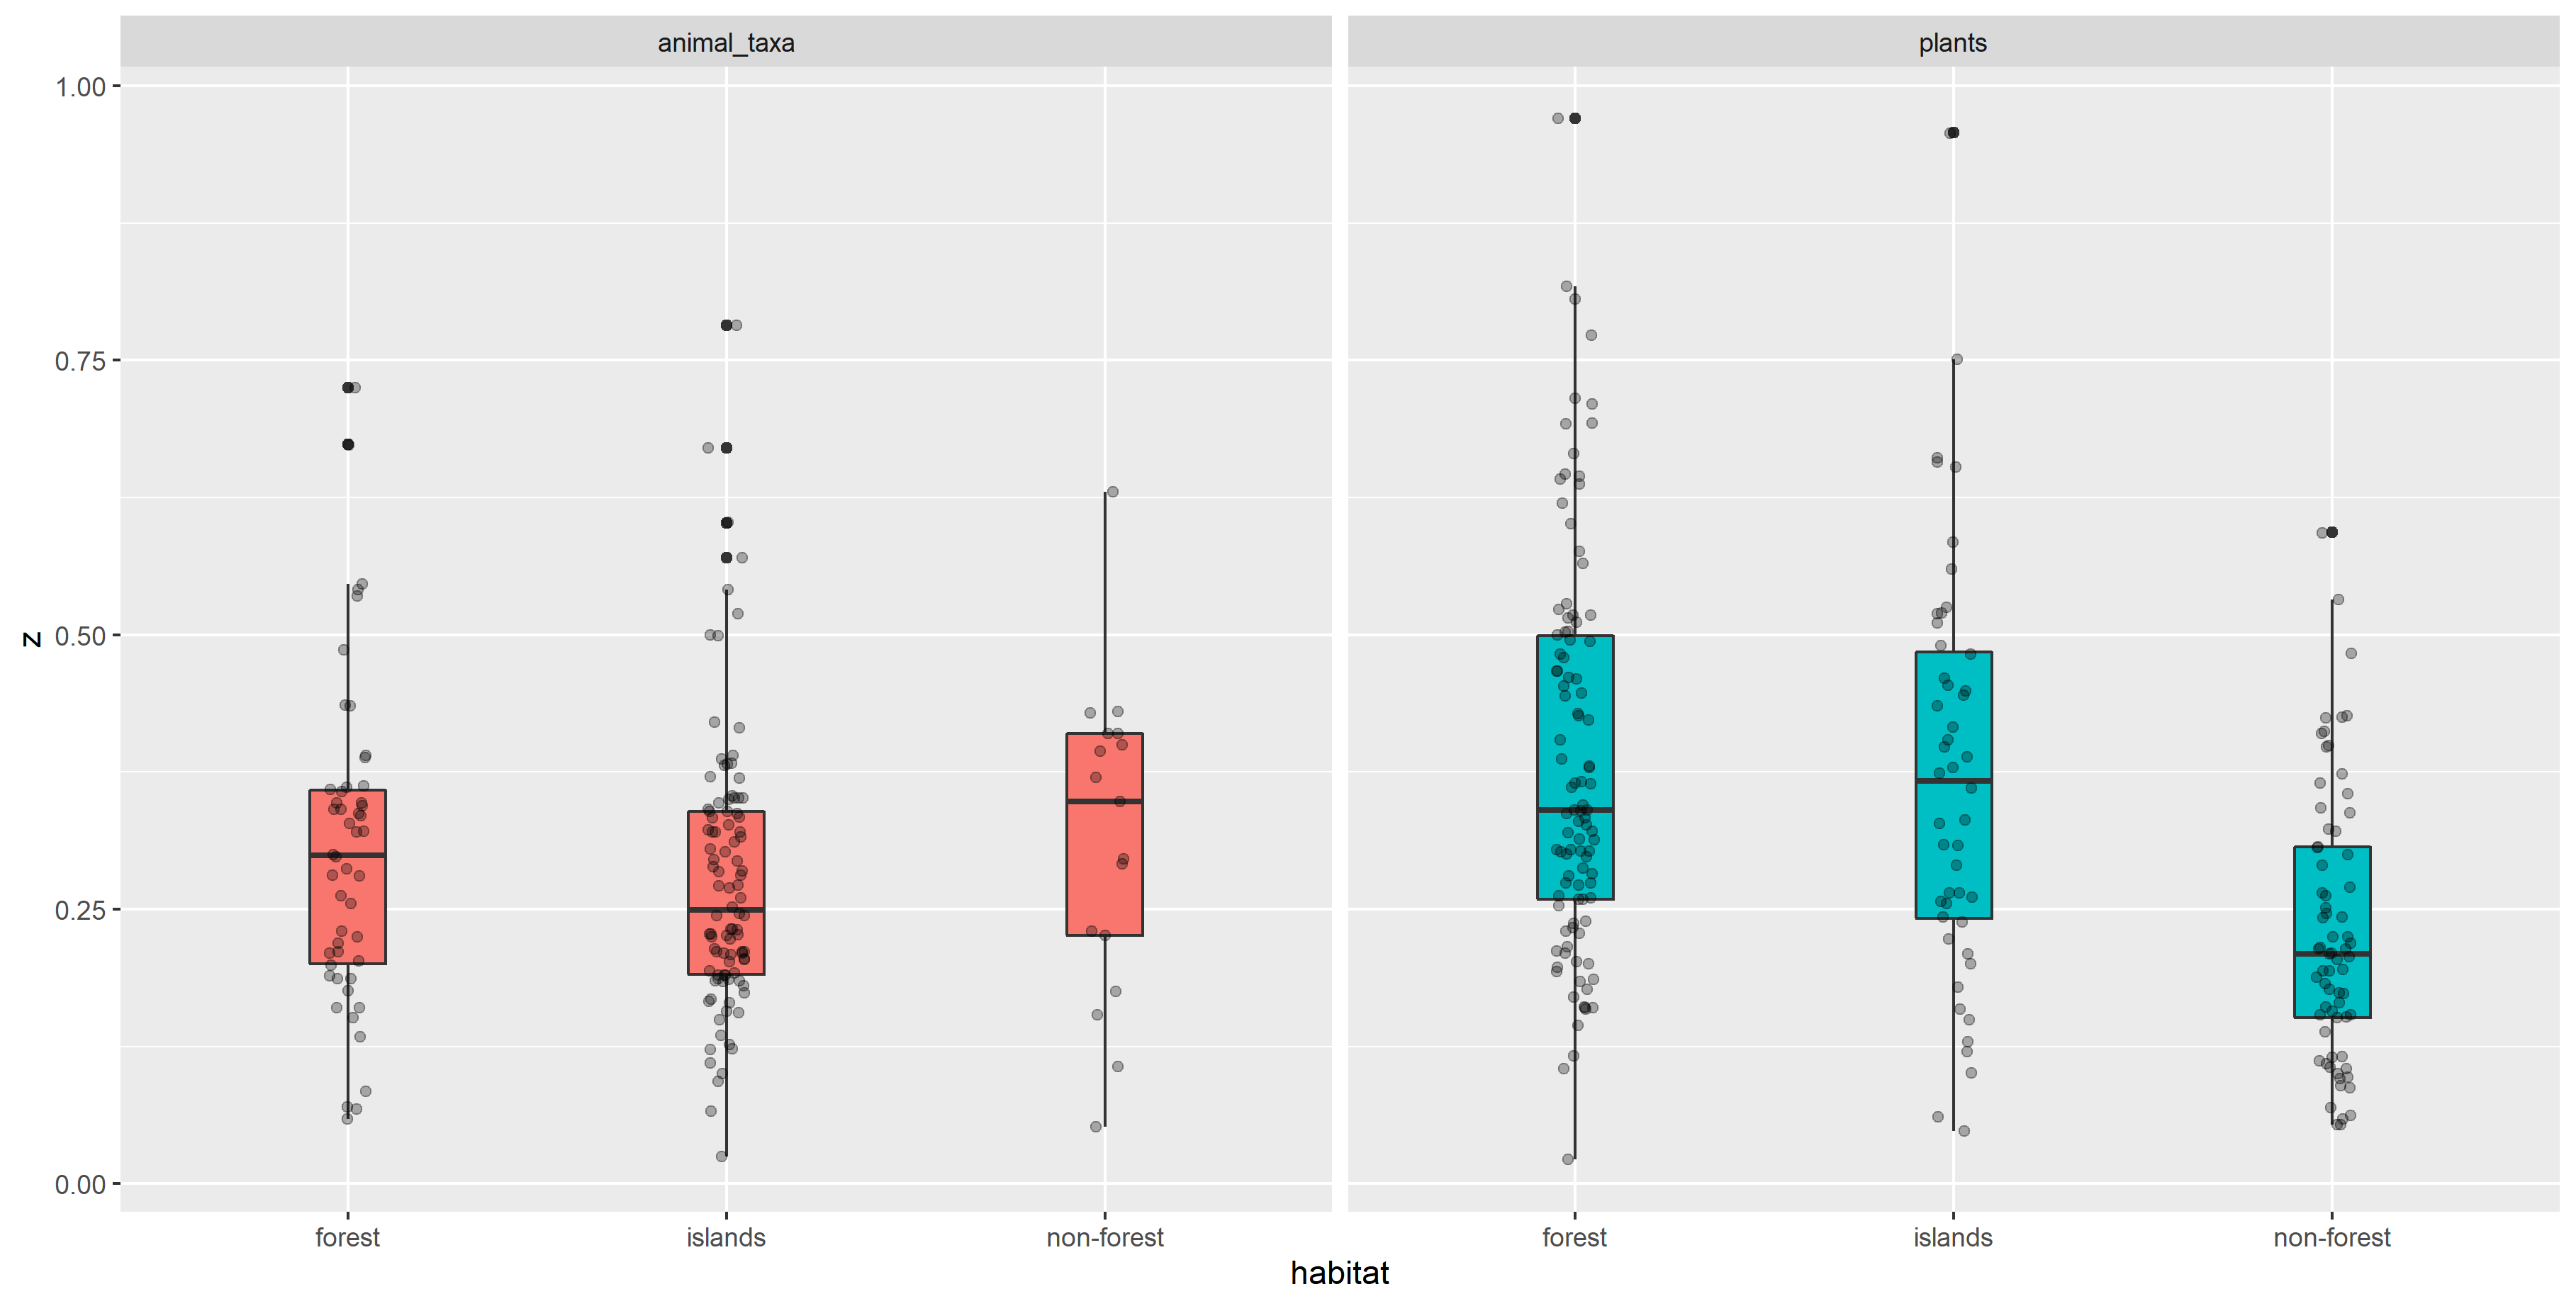 animal_taxa
plants
z
1.00
0.75
0.50
0.25
0.00
forest
islands
non-forest
forest
islands
non-forest
habitat